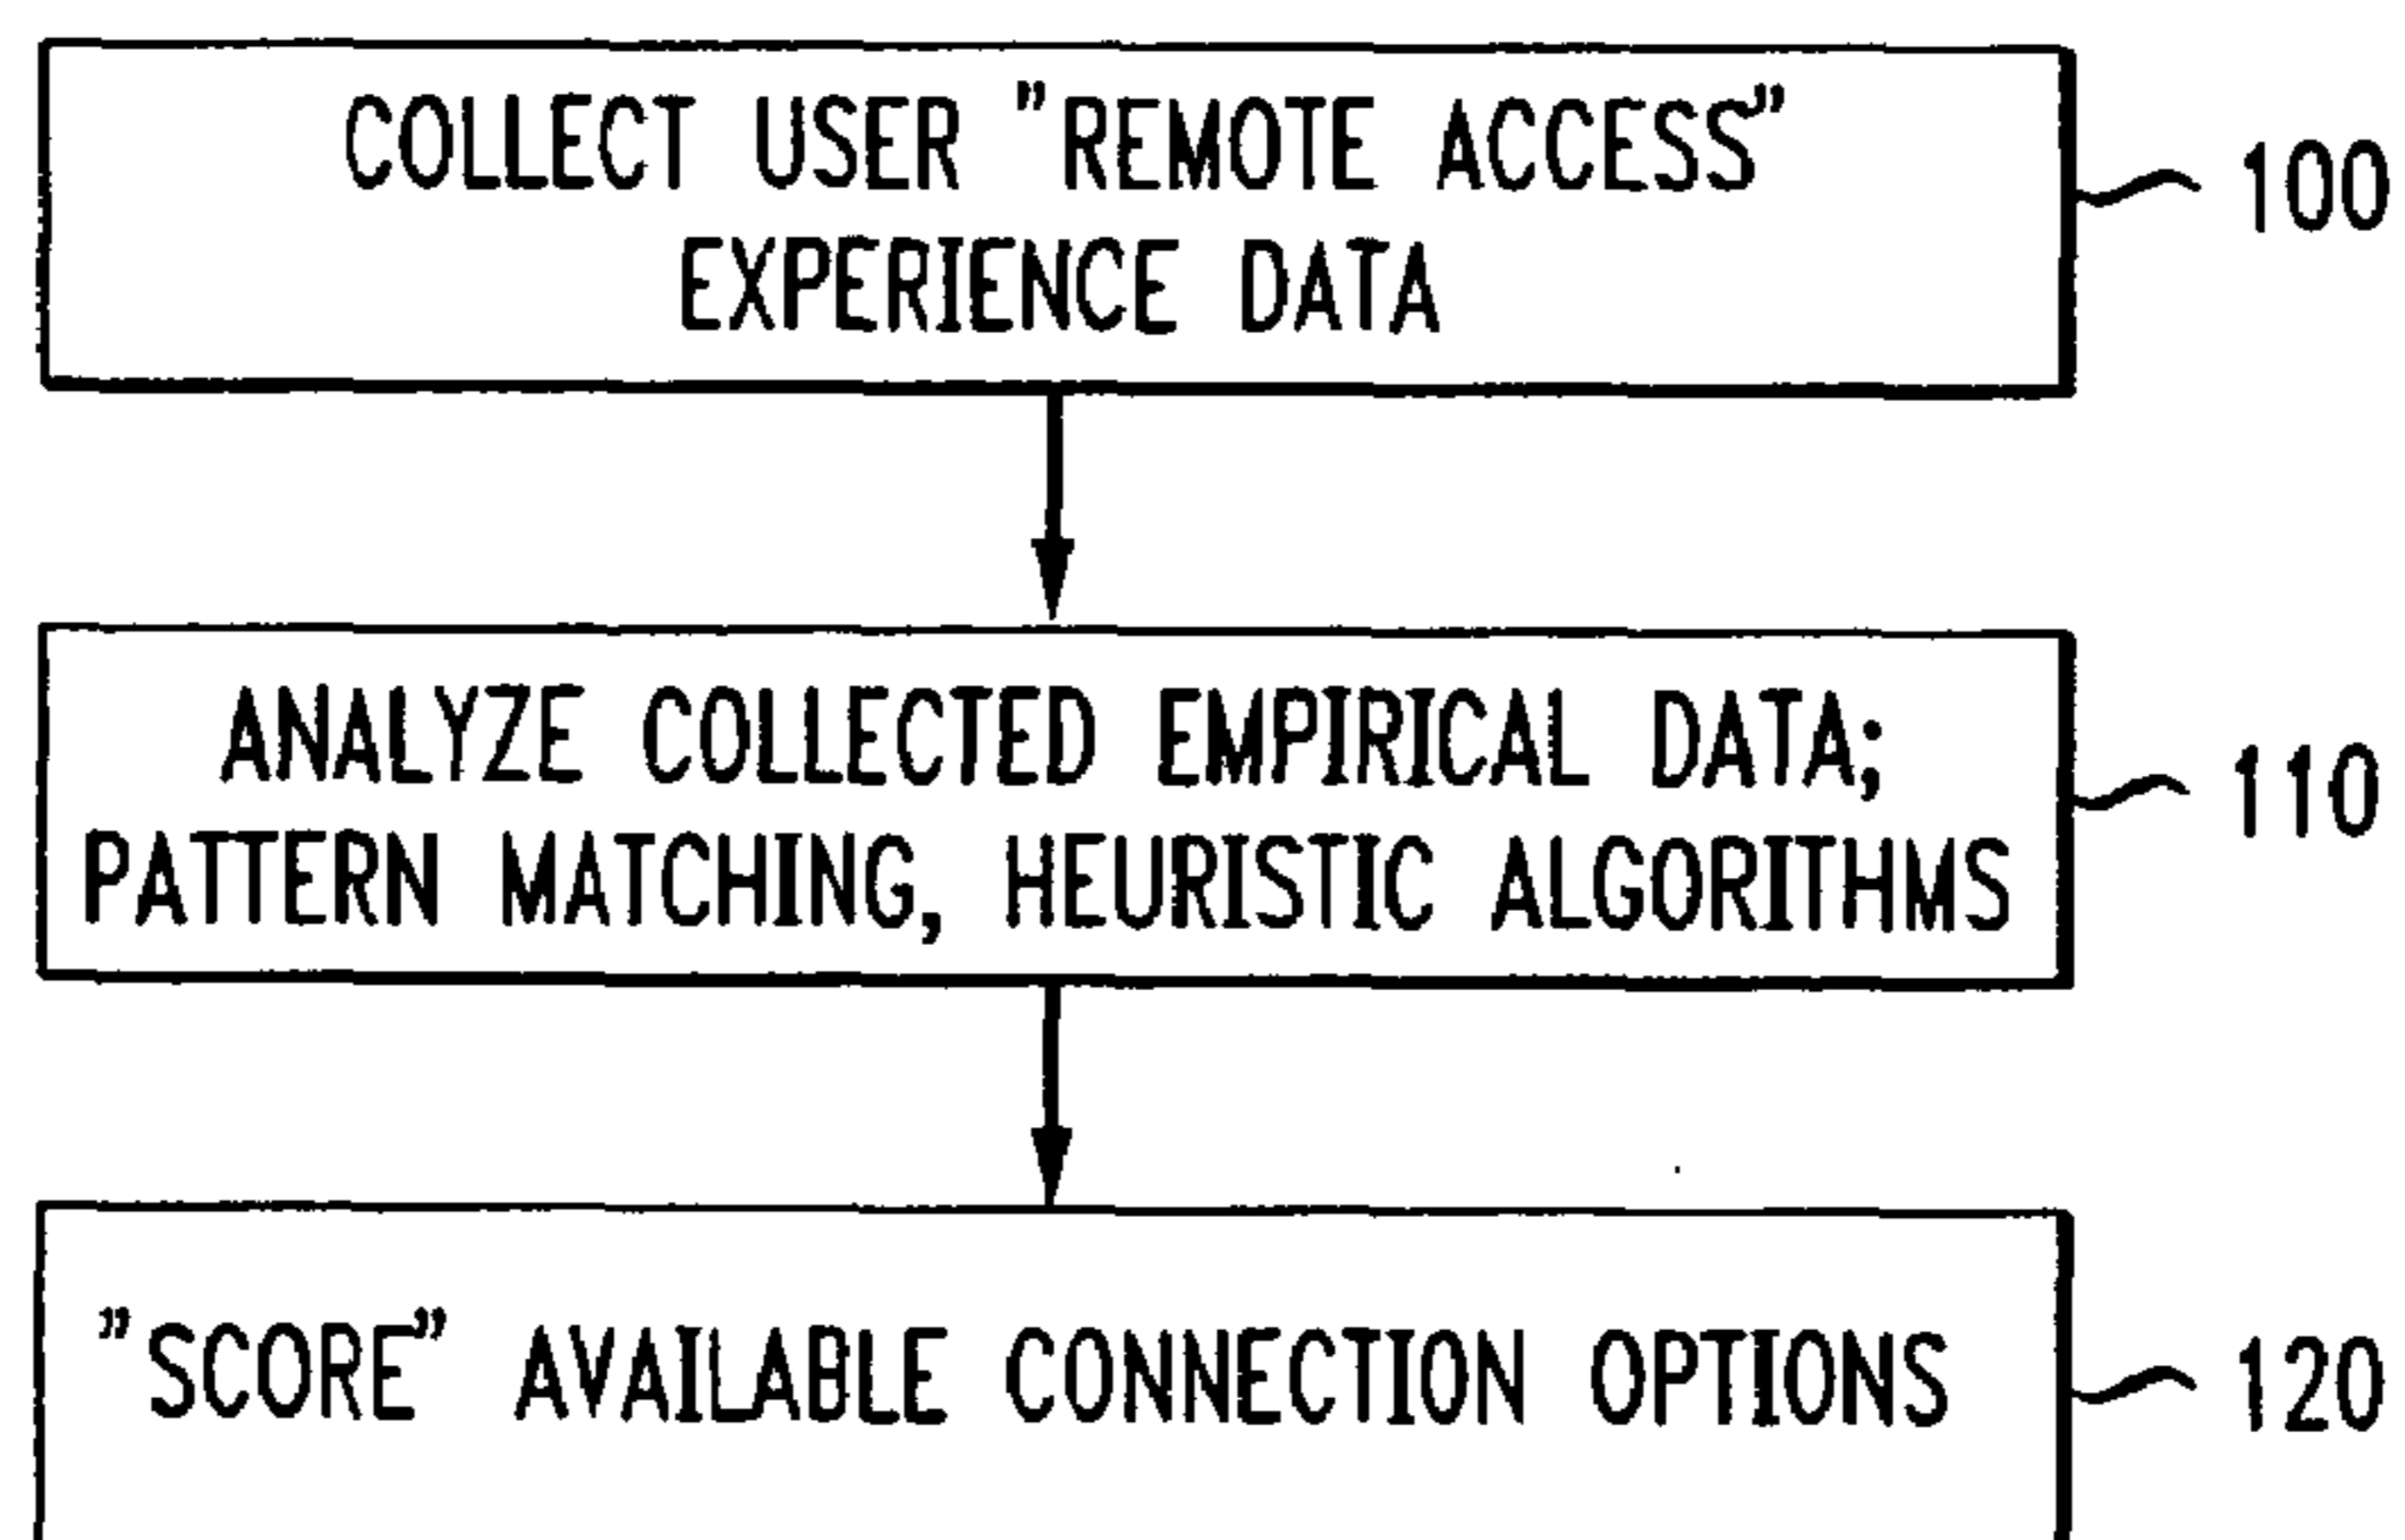 COLLECT USER "REMOTE ACCESS"
EXPERIENCE DATA
100
ANALYZE COLLECTED EMPIRICAL DATA;
PATTERN MATCHING, HEURISTIC ALGORITHMS
110
"SCORE" AVAILABLE CONNECTION OPTIONS
120